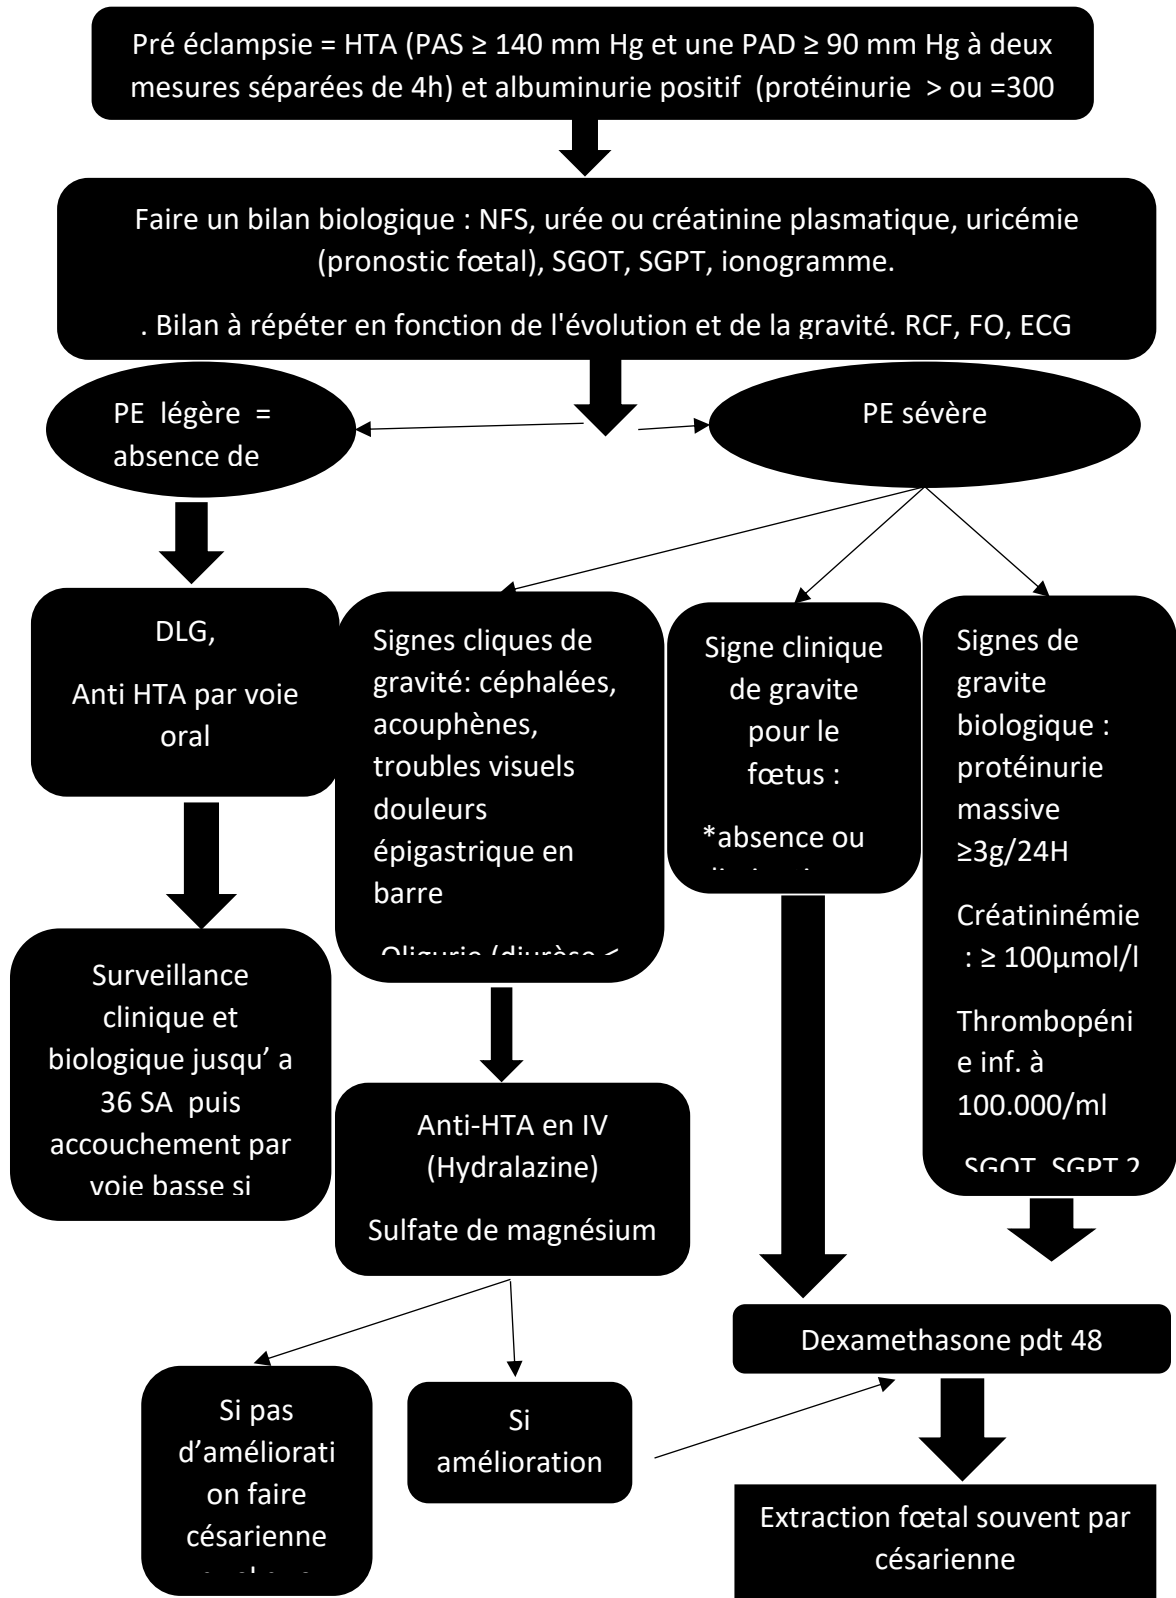 Pré éclampsie = HTA (PAS ≥ 140 mm Hg et une PAD ≥ 90 mm Hg à deux
mesures séparées de 4h) et albuminurie positif (protéinurie > ou =300
Faire un bilan biologique : NFS, urée ou créatinine plasmatique, uricémie
(pronostic fœtal), SGOT, SGPT, ionogramme.
. Bilan à répéter en fonction de l'évolution et de la gravité. RCF, FO, ECG
PE légère =
absence de
PE sévère
DLG,
Anti HTA par voie
oral
Surveillance
clinique et
biologique jusqu' a
36 SA puis
accouchement par
voie basse si
Signes cliques de
gravité: céphalées,
acouphènes,
troubles visuels
douleurs
épigastrique en
barre
Oligurie (diurèse <
Anti-HTA en IV
(Hydralazine)
Sulfate de magnésium
Si pas
d'améliorati
on faire
césarienne
Si
amélioration
Signe clinique
de gravite
pour le
fœtus :
*absence ou
Signes de
gravite
biologique :
protéinurie
massive
≥3g/24H
Créatininémie
: ≥ 100µmol/l
Thrombopéni
e inf. à
100.000/ml
SGOT, SGPT 2
Dexamethasone pdt 48
Extraction fœtal souvent par
césarienne